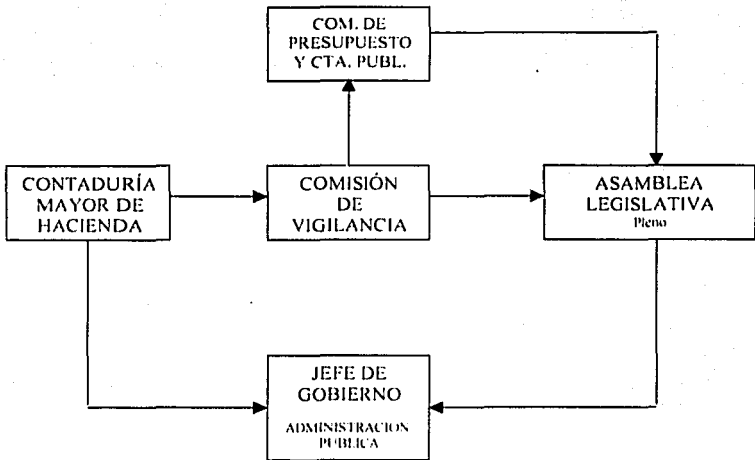 COM. DE
PRESUPUESTO
Y CTA. PUBL.
CONTADURÍA
MAYOR DE
HACIENDA
COMISIÓN
DE
VIGILANCIA
ASAMBLEA
LEGISLATIVA
Pleno
JEFE DE
GOBIERNO
ADMINISTRACION
PUBLICA